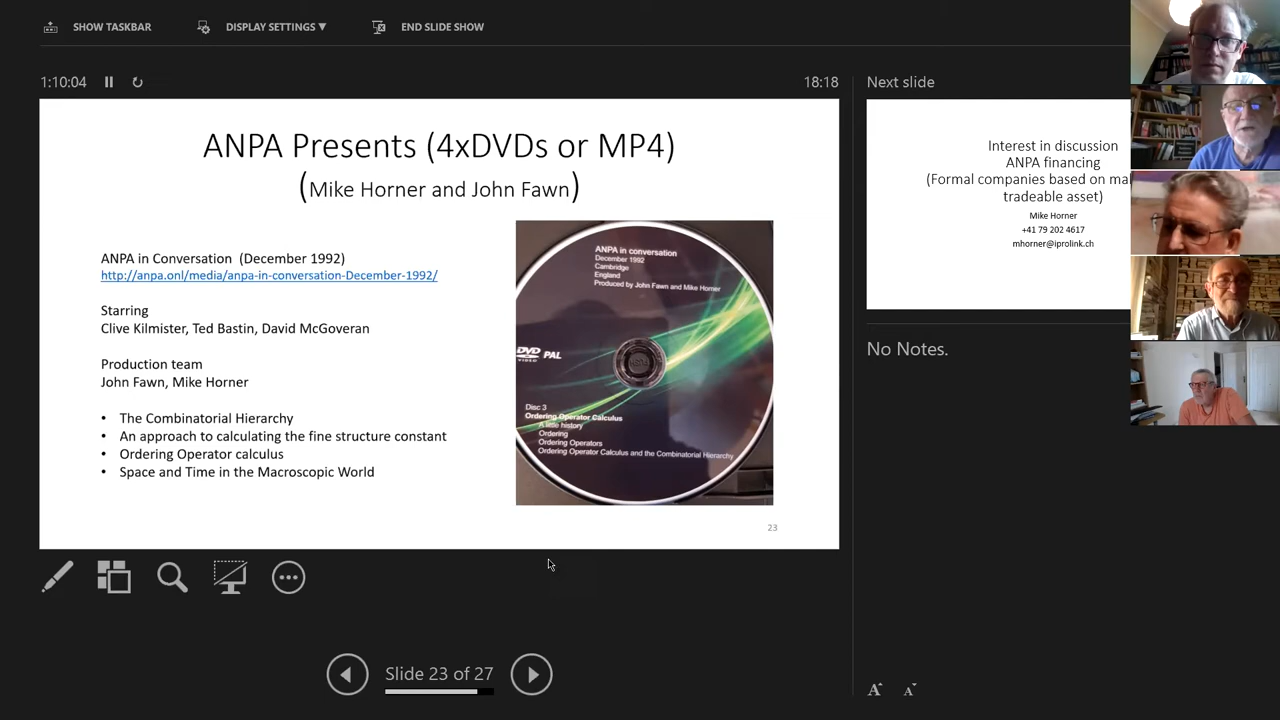 SHOW TASKBAR
DISPLAY SETTINGS ▼
END SLIDE SHOW
1:10:04
18:18
Next slide
ANPA Presents (4xDVDs or MP4)
(Mike Horner and John Fawn)
ANPA in Conversation (December 1992)
http://anpa.onl/media/anpa-in-conversation-December-1992/
Starring
Clive Kilmister, Ted Bastin, David McGoveran
Production team
John Fawn, Mike Horner
• The Combinatorial Hierarchy
• An approach to calculating the fine structure constant
• Ordering Operator calculus
• Space and Time in the Macroscopic World
ANPA in conversation
December 1992
Cambridge
England
Produced by John Fawn and Mike Horner
DVD PAL
VIDEO
Disc 3
Ordering Operator Calculus
A little history
Ordering
Ordering Operators
Ordering Operator Calculus and the Combinatorial Hierarchy
23
Interest in discussion
ANPA financing
(Formal companies based on
tradeable asset)
Mike Horner
+41 79 202 4617
mhorner@iprolink.ch
No Notes.
Slide 23 of 27
A A